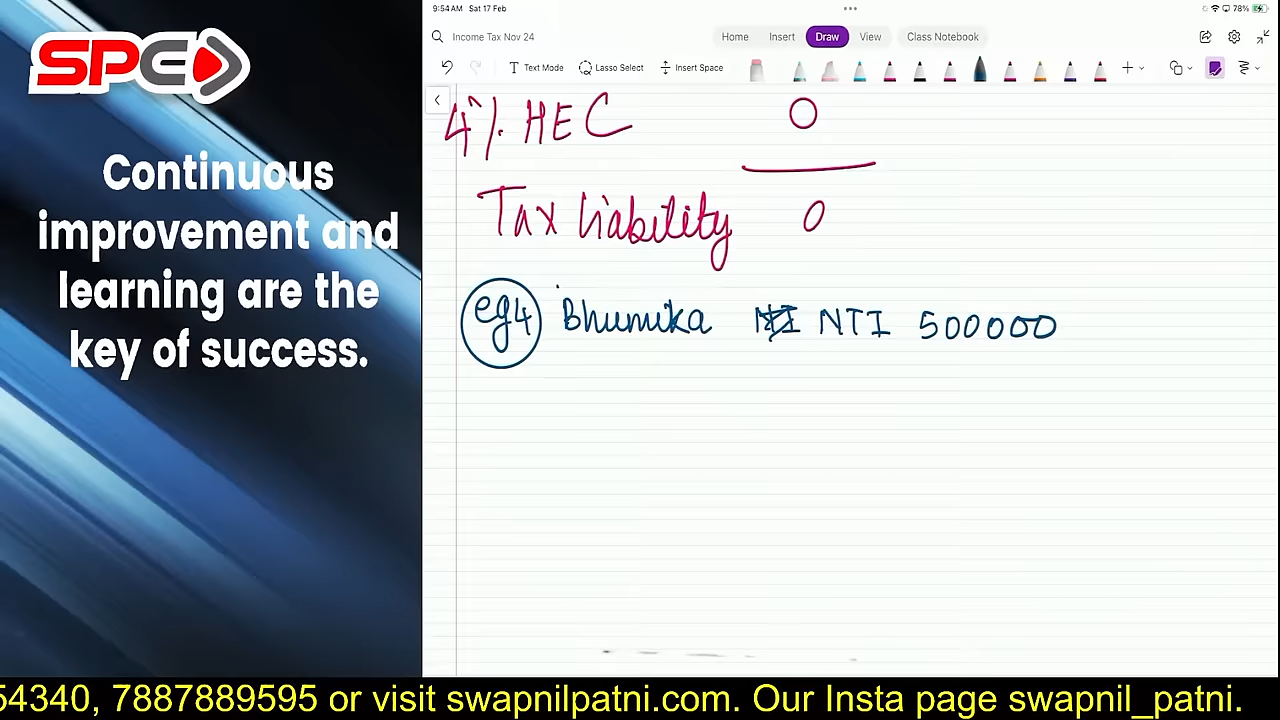 SPC
Continuous
improvement and
learning are the
key of success.
9:54 AM Sat 17 Feb
78%
Income Tax Nov 24
Home Insert Draw View Class Notebook
Text Mode Lasso Select Insert Space
4% HEC 0
Tax liability 0
eg4 Bhumika NTI 500000
54340, 7887889595 or visit swapnilpatni.com. Our Insta page swapnil_patni.